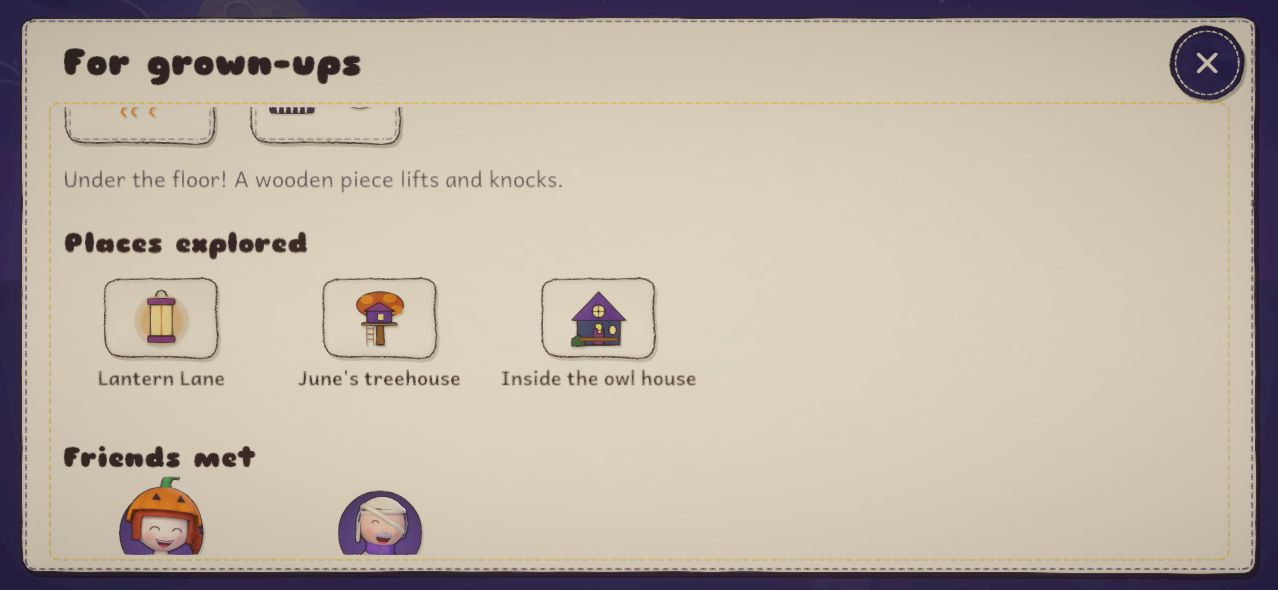 For grown-ups
Under the floor! A wooden piece lifts and knocks.
Places explored
Lantern Lane
June's treehouse
Inside the owl house
Friends met